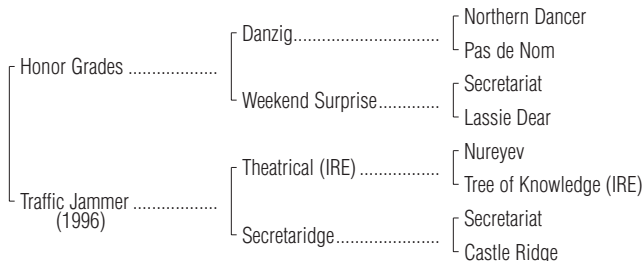 Northern Dancer
Danzig..................
Pas de Nom
Honor Grades ..................
Secretariat
Weekend Surprise............
Lassie Dear
Nureyev
Theatrical (IRE) ................
Tree of Knowledge (IRE)
Traffic Jammer .................
(1996)
Secretariat
Secretaridge.....................
Castle Ridge